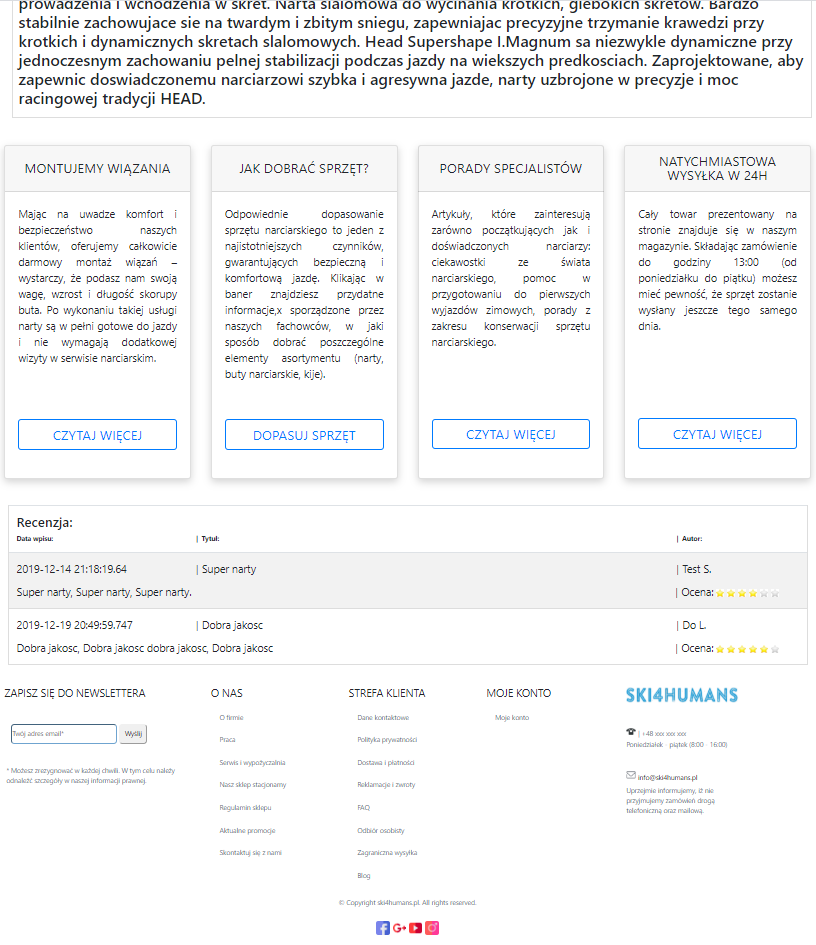 prowadzenia i wchodzenia w skret. Narta slalomowa do wycinania krotkich, glebokich skretow. Bardzo
stabilnie zachowujace sie na twardym i zbitym sniegu, zapewniajac precyzyjne trzymanie krawedzi przy
krotkich i dynamicznych skretach slalomowych. Head Supershape I.Magnum sa niezwykle dynamiczne przy
jednoczesnym zachowaniu pelnej stabilizacji podczas jazdy na wiekszych predkosciach. Zaprojektowane, aby
zapewnic doswiadczonemu narciarzowi szybka i agresywna jazde, narty uzbrojone w precyzje i moc
racingowej tradycji HEAD.
MONTUJEMY WIĄZANIA
Mając na uwadze komfort i
bezpieczeństwo naszych
klientów, oferujemy całkowicie
darmowy montaż wiązań –
wystarczy, że podasz nam swoją
wagę, wzrost i długość skorupy
buta. Po wykonaniu takiej usługi
narty są w pełni gotowe do jazdy
i nie wymagają dodatkowej
wizyty w serwisie narciarskim.
CZYTAJ WIĘCEJ
JAK DOBRAĆ SPRZĘT?
Odpowiednie dopasowanie
sprzętu narciarskiego to jeden z
najistotniejszych czynników,
gwarantujących bezpieczną i
komfortową jazdę. Klikając w
baner znajdziesz przydatne
informacje,x sporządzone przez
naszych fachowców, w jaki
sposób dobrać poszczególne
elementy asortymentu (narty,
buty narciarskie, kije).
DOPASUJ SPRZĘT
PORADY SPECJALISTÓW
Artykuły, które zainteresują
zarówno początkujących jak i
doświadczonych narciarzy:
ciekawostki ze świata
narciarskiego, pomoc w
przygotowaniu do pierwszych
wyjazdów zimowych, porady z
zakresu konserwacji sprzętu
narciarskiego.
CZYTAJ WIĘCEJ
NATYCHMIASTOWA
WYSYŁKA W 24H
Cały towar prezentowany na
stronie znajduje się w naszym
magazynie. Składając zamówienie
do godziny 13:00 (od
poniedziałku do piątku) możesz
mieć pewność, że sprzęt zostanie
wysłany jeszcze tego samego
dnia.
CZYTAJ WIĘCEJ
Recenzja:
Data wpisu: | Tytuł: | Autor:
2019-12-14 21:18:19.64 | Super narty | Test S.
Super narty, Super narty, Super narty. | Ocena:
2019-12-19 20:49:59.747 | Dobra jakosc | Do L.
Dobra jakosc, Dobra jakosc dobra jakosc, Dobra jakosc | Ocena:
ZAPISZ SIĘ DO NEWSLETTERA
Twój adres email* Wyślij
* Możesz zrezygnować w każdej chwili. W tym celu należy
odnaleźć szczegóły w naszej informacji prawnej.
O NAS
O firmie
Praca
Serwis i wypożyczalnia
Nasz sklep stacjonarny
Regulamin sklepu
Aktualne promocje
Skontaktuj się z nami
STREFA KLIENTA
Dane kontaktowe
Polityka prywatności
Dostawa i płatności
Reklamacje i zwroty
FAQ
Odbiór osobisty
Zagraniczna wysyłka
Blog
MOJE KONTO
Moje konto
SKI4HUMANS
| +48 xxx xxx xxx
Poniedziałek - piątek (8:00 - 16:00)
info@ski4humans.pl
Uprzejmie informujemy, iż nie
przyjmujemy zamówień drogą
telefoniczną oraz mailową.
© Copyright ski4humans.pl. All rights reserved.